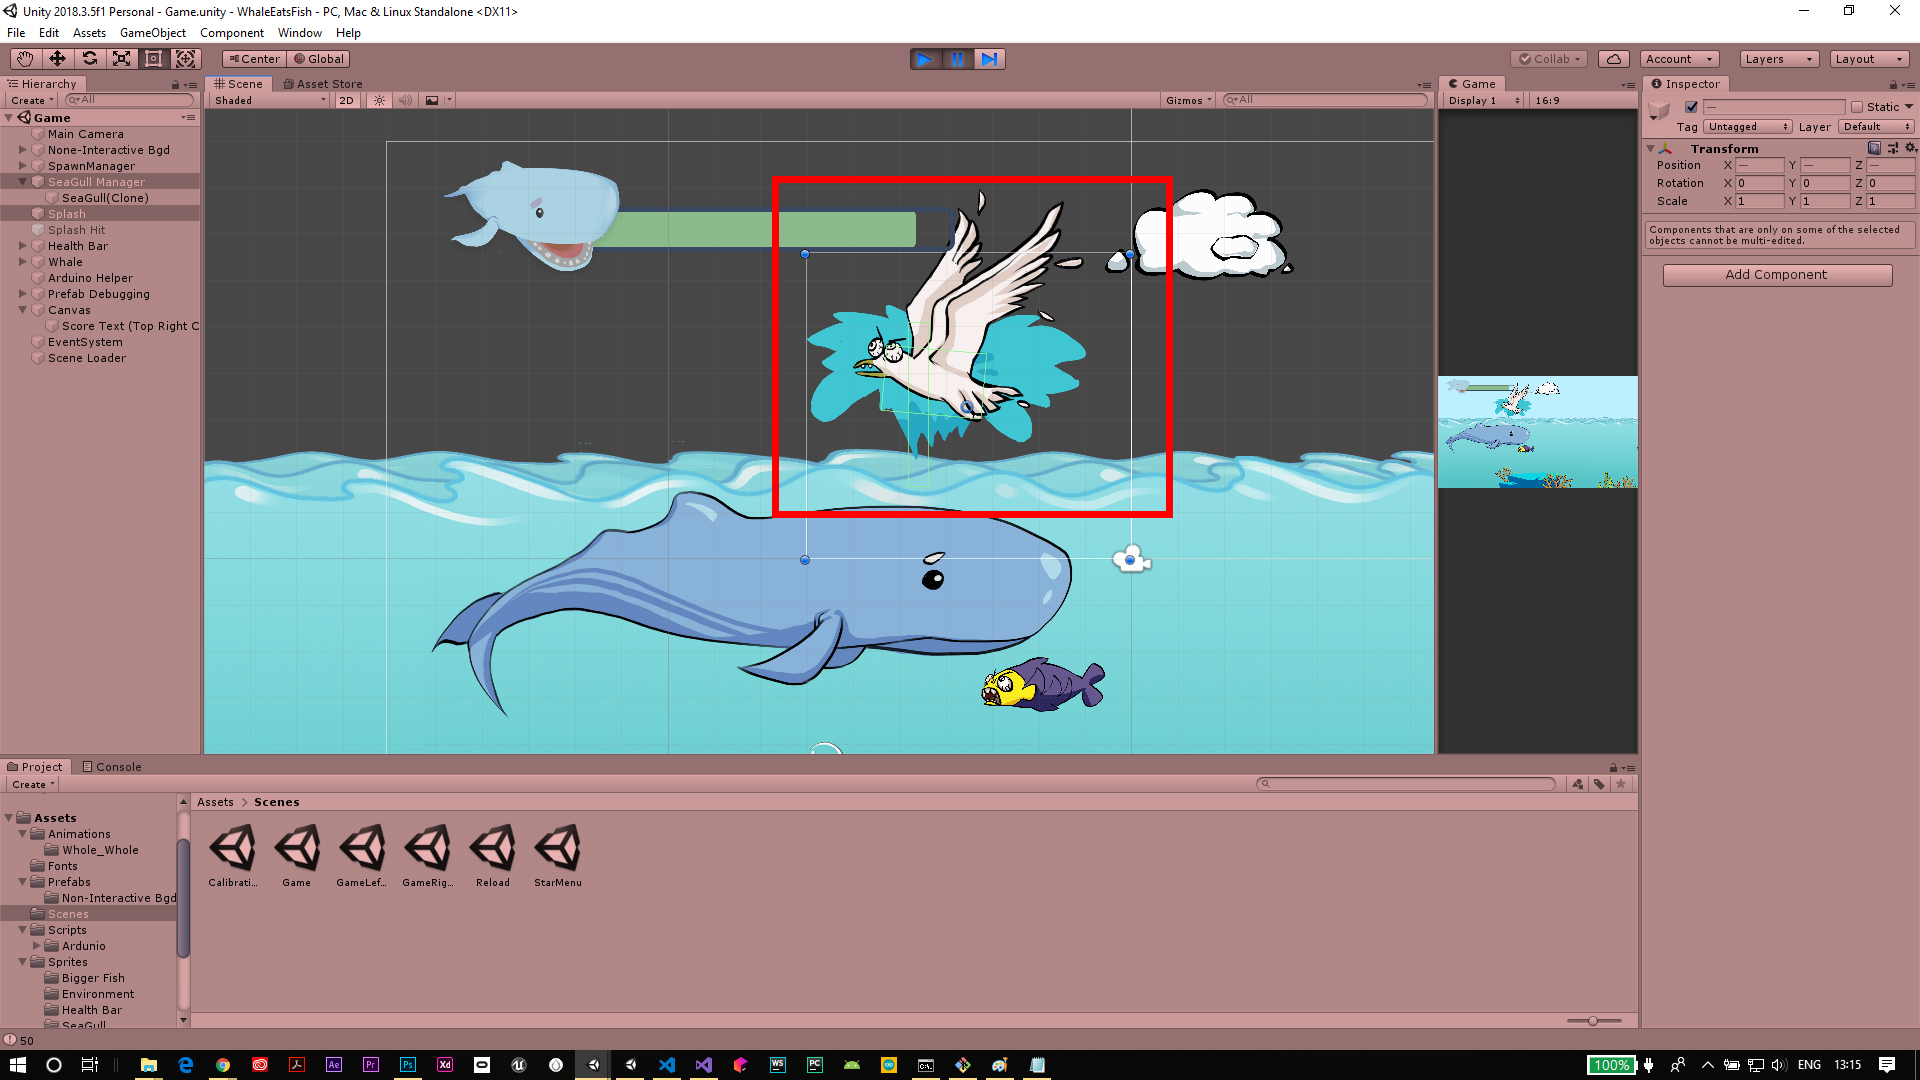 Unity 2018.3.5f1 Personal - Game.unity - WhaleEatsFish - PC, Mac & Linux Standalone <DX11>
File Edit Assets GameObject Component Window Help
Center Global Collab Account Layers Layout
Hierarchy
Create All
Game
Main Camera
None-Interactive Bgd
SpawnManager
SeaGull Manager
SeaGull(Clone)
Splash
Splash Hit
Health Bar
Whale
Arduino Helper
Prefab Debugging
Canvas
Score Text (Top Right C
EventSystem
Scene Loader
Scene Asset Store
Shaded 2D Gizmos All
Game
Display 1 16:9
Inspector
— Static
Tag Untagged Layer Default
Transform
Position X — Y — Z —
Rotation X 0 Y 0 Z 0
Scale X 1 Y 1 Z 1
Components that are only on some of the selected
objects cannot be multi-edited.
Add Component
Project Console
Create
Assets
Animations
Whole_Whole
Fonts
Prefabs
Non-Interactive Bgd
Scenes
Scripts
Ardunio
Sprites
Bigger Fish
Environment
Health Bar
SeaGull
Assets > Scenes
Calibrati... Game GameLef... GameRig... Reload StarMenu
50
Ae Pr Ps Xd WS PC C:\_
100% ENG 13:15